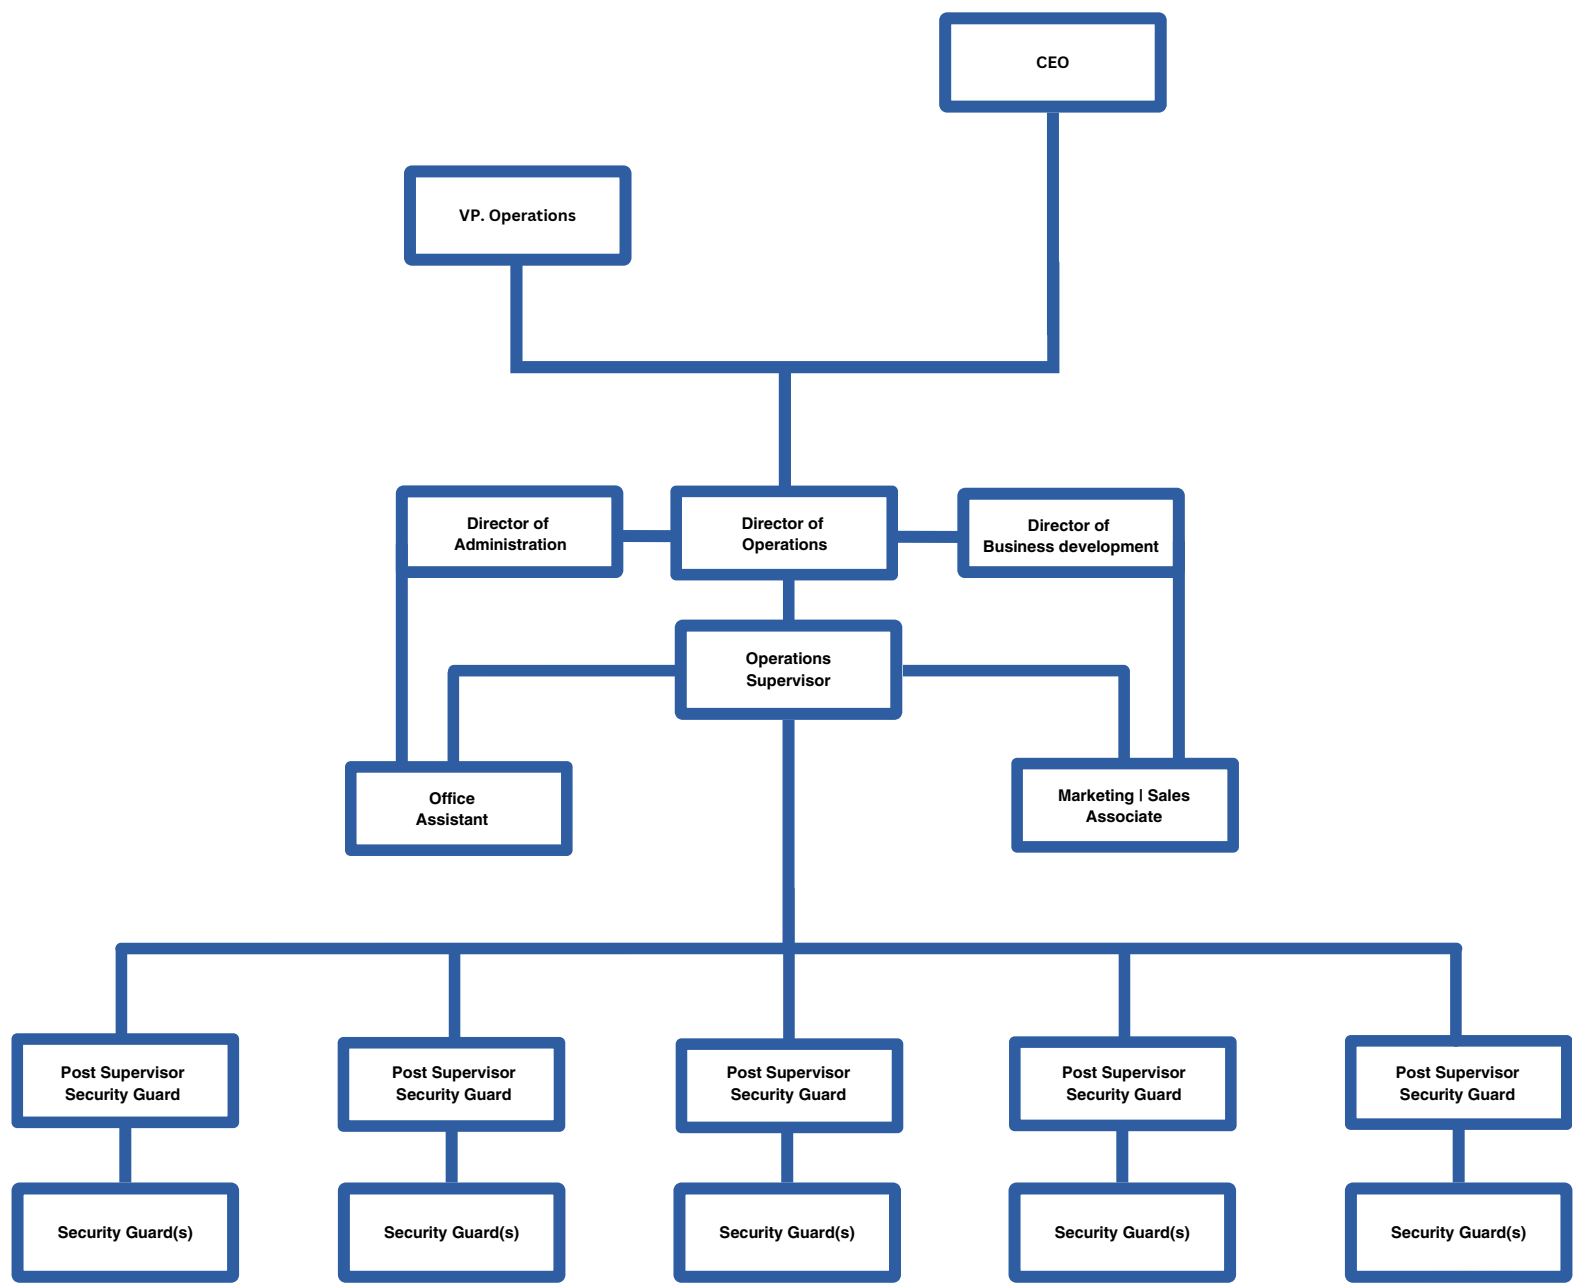 CEO
VP. Operations
Director of
Administration
Director of
Operations
Director of
Business development
Operations
Supervisor
Office
Assistant
Marketing | Sales
Associate
Post Supervisor
Security Guard
Post Supervisor
Security Guard
Post Supervisor
Security Guard
Post Supervisor
Security Guard
Post Supervisor
Security Guard
Security Guard(s)
Security Guard(s)
Security Guard(s)
Security Guard(s)
Security Guard(s)